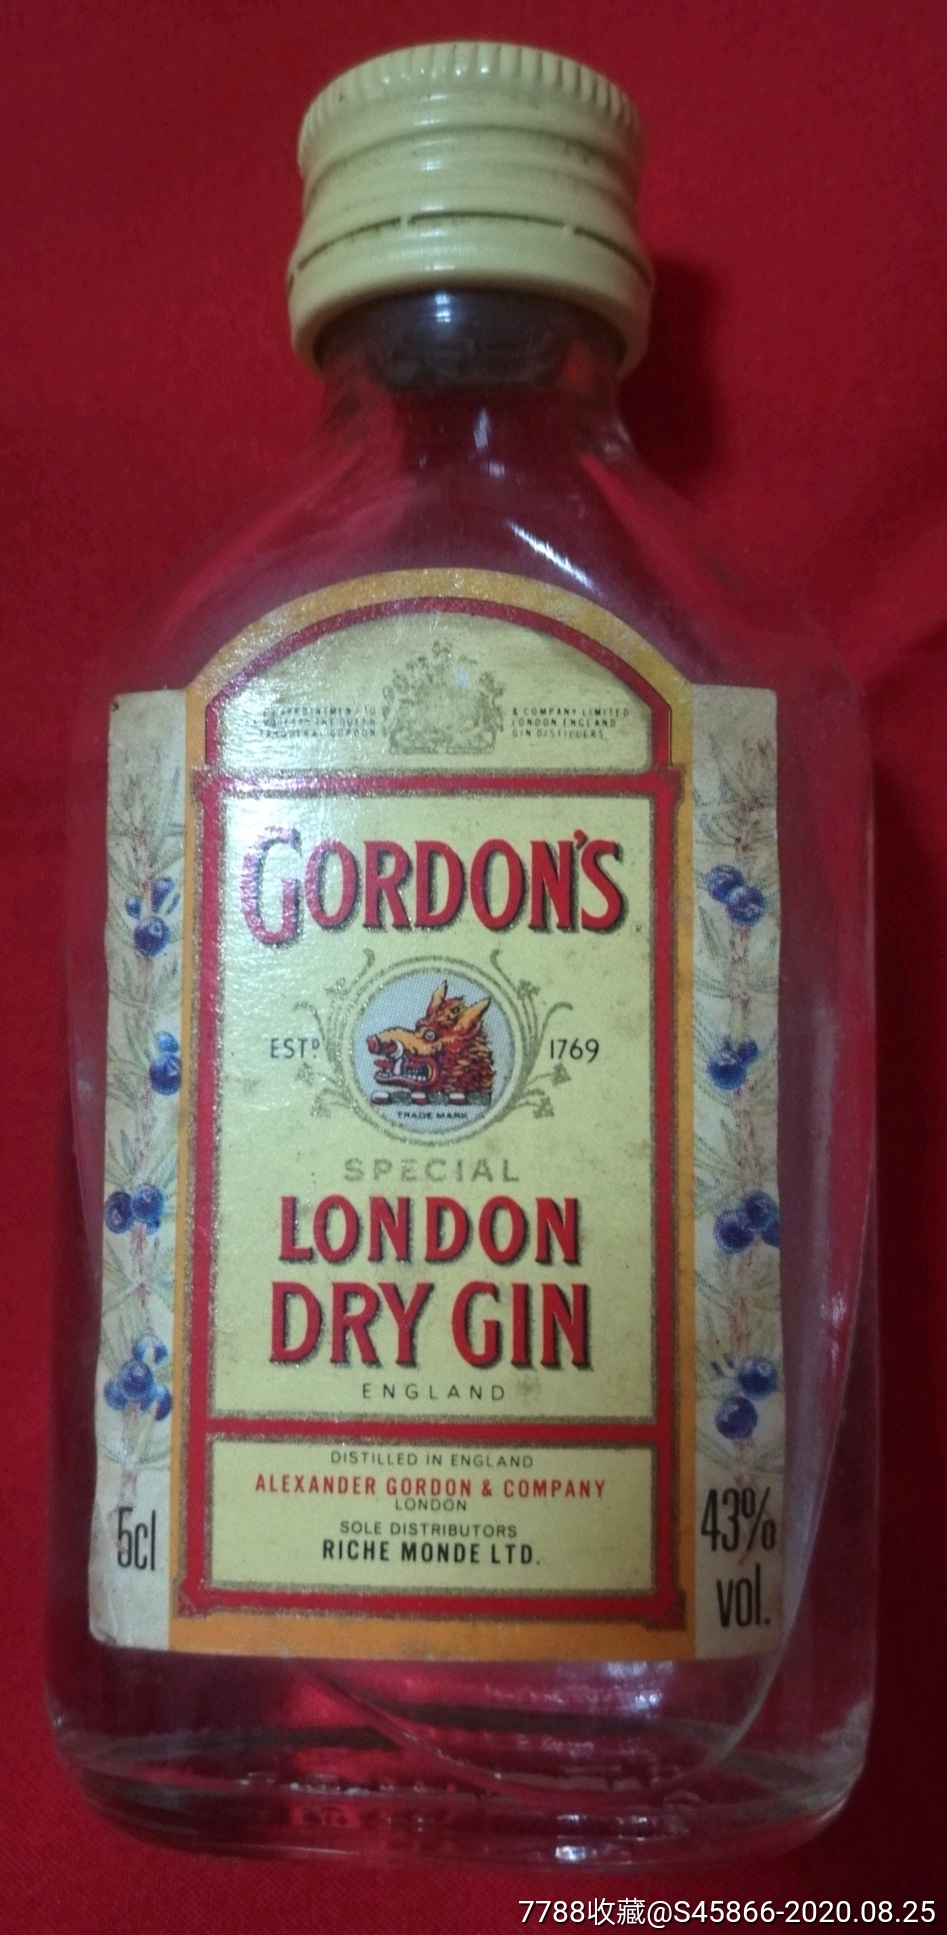 & COMPANY LIMITED
LONDON ENGLAND
GIN DISTILLERS
GORDON'S
ESTD 1769
TRADE MARK
SPECIAL
LONDON
DRY GIN
ENGLAND
DISTILLED IN ENGLAND
ALEXANDER GORDON & COMPANY
LONDON
SOLE DISTRIBUTORS
RICHE MONDE LTD.
5cl
43%
vol.
7788收藏@S45866-2020.08.25